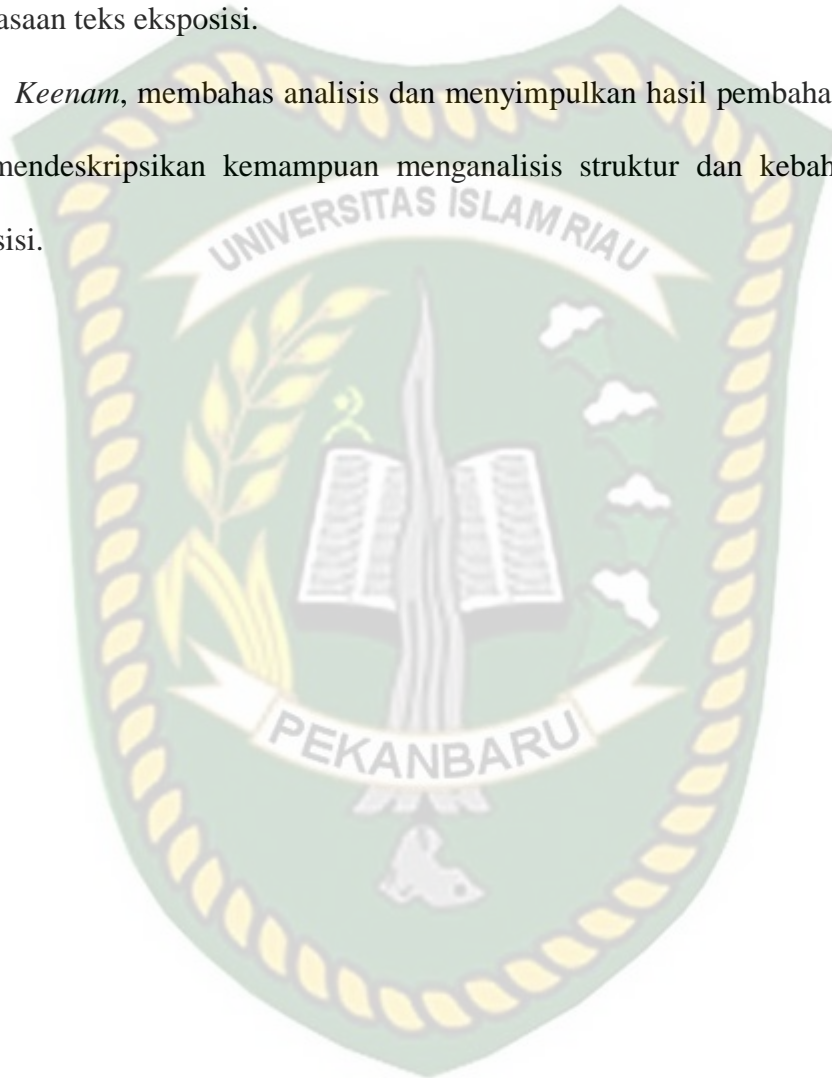 asaan teks eksposisi.
Keenam, membahas analisis dan menyimpulkan hasil pembaha
mendeskripsikan kemampuan menganalisis struktur dan kebah
sisi.
UNIVERSITAS ISLAM RIAU
PEKANBARU